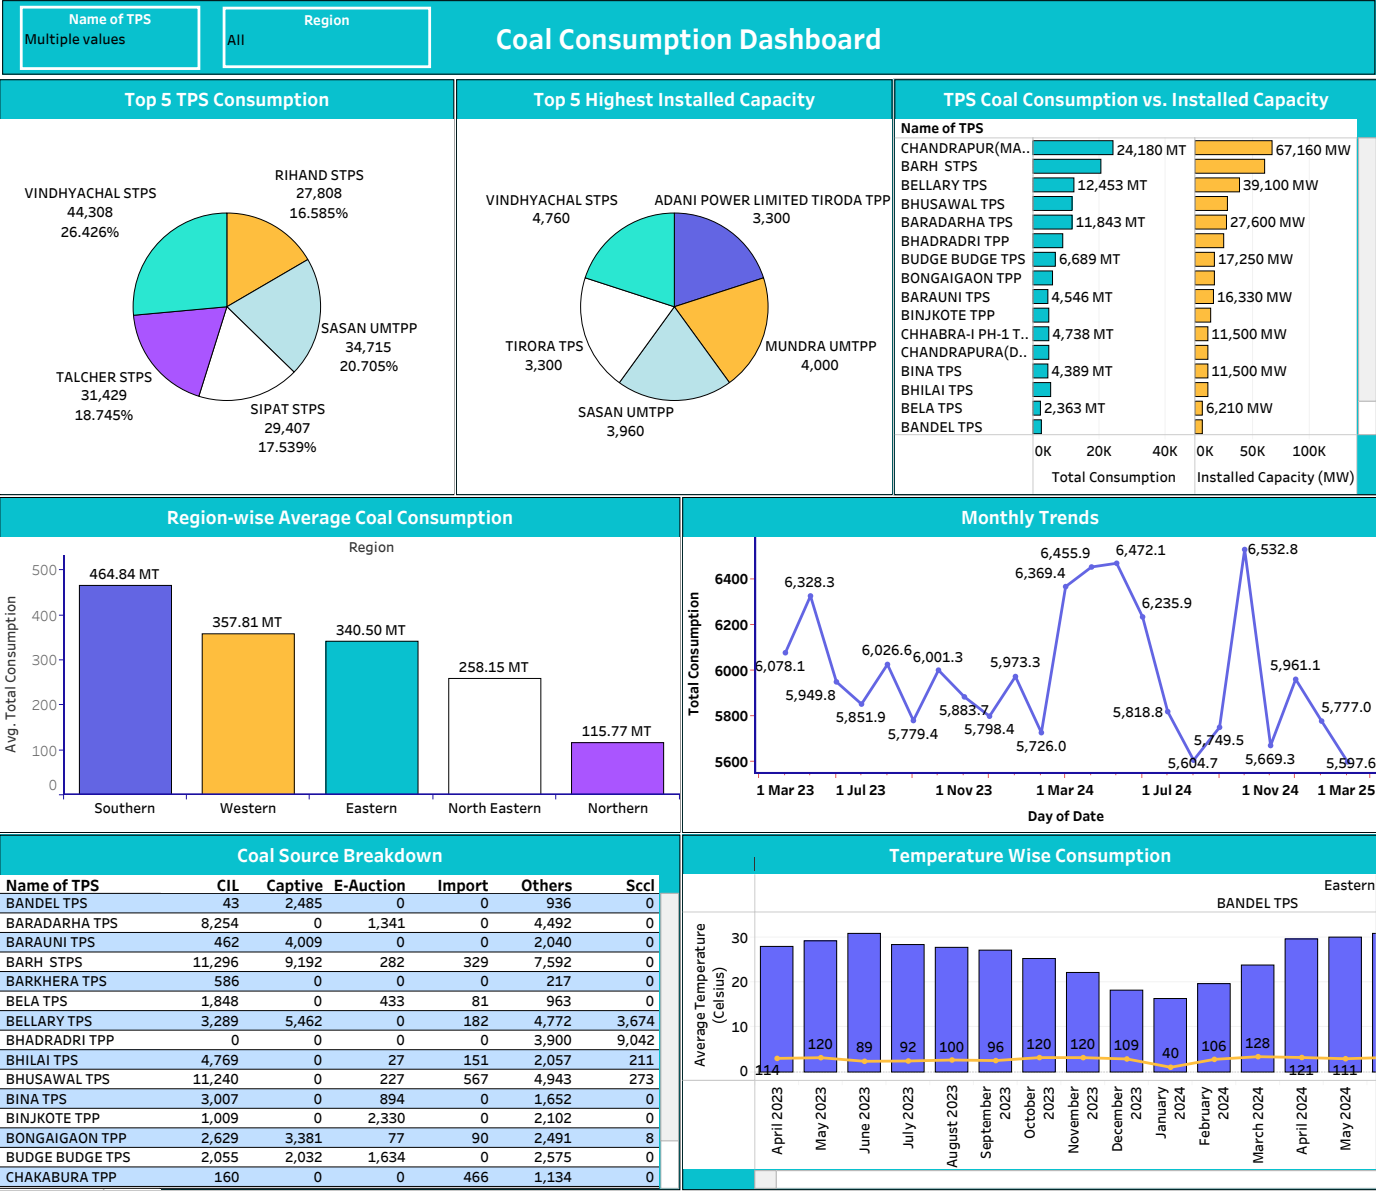 Name of TPS
Multiple values
Region
All
Coal Consumption Dashboard
Top 5 TPS Consumption
VINDHYACHAL STPS
44,308
26.426%
RIHAND STPS
27,808
16.585%
SASAN UMTPP
34,715
20.705%
TALCHER STPS
31,429
18.745%
SIPAT STPS
29,407
17.539%
Top 5 Highest Installed Capacity
VINDHYACHAL STPS
4,760
ADANI POWER LIMITED TIRODA TPP
3,300
TIRORA TPS
3,300
MUNDRA UMTPP
4,000
SASAN UMTPP
3,960
TPS Coal Consumption vs. Installed Capacity
Name of TPS
CHANDRAPUR(MA.. 24,180 MT 67,160 MW
BARH STPS
BELLARY TPS 12,453 MT 39,100 MW
BHUSAWAL TPS
BARADARHA TPS 11,843 MT 27,600 MW
BHADRADRI TPP
BUDGE BUDGE TPS 6,689 MT 17,250 MW
BONGAIGAON TPP
BARAUNI TPS 4,546 MT 16,330 MW
BINJKOTE TPP
CHHABRA-I PH-1 T.. 4,738 MT 11,500 MW
CHANDRAPURA(D..
BINA TPS 4,389 MT 11,500 MW
BHILAI TPS
BELA TPS 2,363 MT 6,210 MW
BANDEL TPS
0K 20K 40K 0K 50K 100K
Total Consumption Installed Capacity (MW)
Region-wise Average Coal Consumption
Region
Avg. Total Consumption
500
400
300
200
100
0
464.84 MT
357.81 MT
340.50 MT
258.15 MT
115.77 MT
Southern Western Eastern North Eastern Northern
Monthly Trends
Total Consumption
6400
6200
6000
5800
5600
6,078.1
6,328.3
5,949.8
5,851.9
6,026.6
5,779.4
6,001.3
5,883.7
5,798.4
5,973.3
5,726.0
6,369.4
6,455.9
6,472.1
6,235.9
5,818.8
5,604.7
5,749.5
6,532.8
5,669.3
5,961.1
5,777.0
5,597.6
1 Mar 23 1 Jul 23 1 Nov 23 1 Mar 24 1 Jul 24 1 Nov 24 1 Mar 25
Day of Date
Coal Source Breakdown
Name of TPS CIL Captive E-Auction Import Others Sccl
BANDEL TPS 43 2,485 0 0 936 0
BARADARHA TPS 8,254 0 1,341 0 4,492 0
BARAUNI TPS 462 4,009 0 0 2,040 0
BARH STPS 11,296 9,192 282 329 7,592 0
BARKHERA TPS 586 0 0 0 217 0
BELA TPS 1,848 0 433 81 963 0
BELLARY TPS 3,289 5,462 0 182 4,772 3,674
BHADRADRI TPP 0 0 0 0 3,900 9,042
BHILAI TPS 4,769 0 27 151 2,057 211
BHUSAWAL TPS 11,240 0 227 567 4,943 273
BINA TPS 3,007 0 894 0 1,652 0
BINJKOTE TPP 1,009 0 2,330 0 2,102 0
BONGAIGAON TPP 2,629 3,381 77 90 2,491 8
BUDGE BUDGE TPS 2,055 2,032 1,634 0 2,575 0
CHAKABURA TPP 160 0 0 466 1,134 0
Temperature Wise Consumption
Eastern
BANDEL TPS
Average Temperature
(Celsius)
30
20
10
0
114 120 89 92 100 96 120 120 109 40 106 128 121 111
April 2023
May 2023
June 2023
July 2023
August 2023
September
2023
October
2023
November
2023
December
2023
January
2024
February
2024
March 2024
April 2024
May 2024